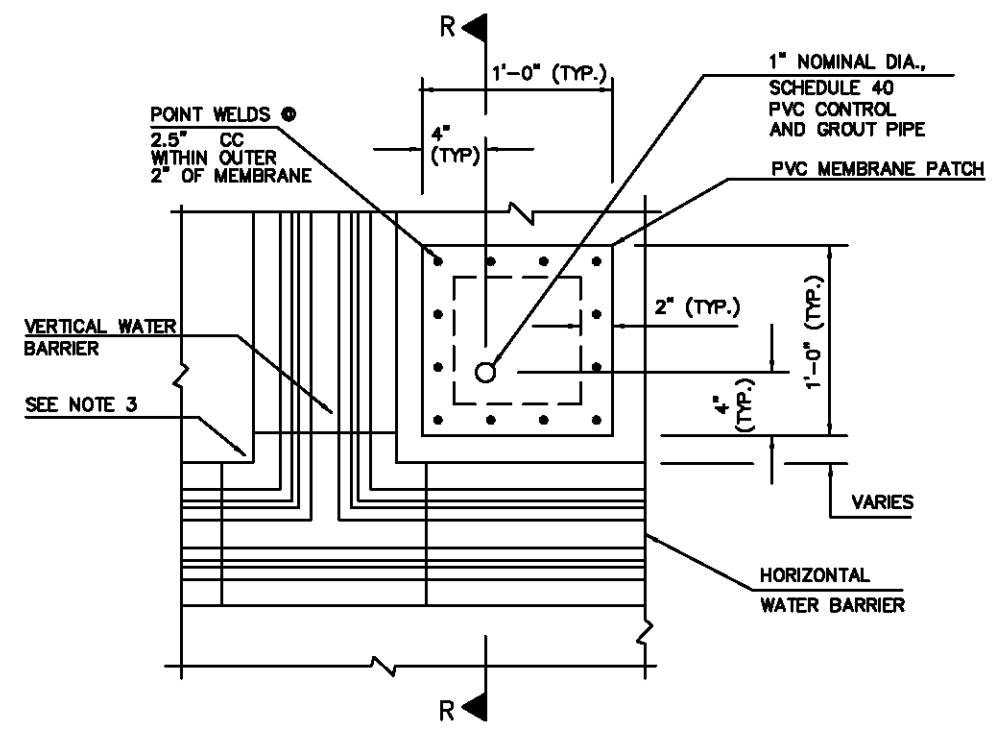 R
1'-0" (TYP.)
1" NOMINAL DIA.,
SCHEDULE 40
PVC CONTROL
AND GROUT PIPE
POINT WELDS @
2.5" CC
WITHIN OUTER
2" OF MEMBRANE
4"
(TYP)
PVC MEMBRANE PATCH
VERTICAL WATER
BARRIER
2" (TYP.)
1'-0" (TYP.)
4"
(TYP.)
SEE NOTE 3
VARIES
HORIZONTAL
WATER BARRIER
R